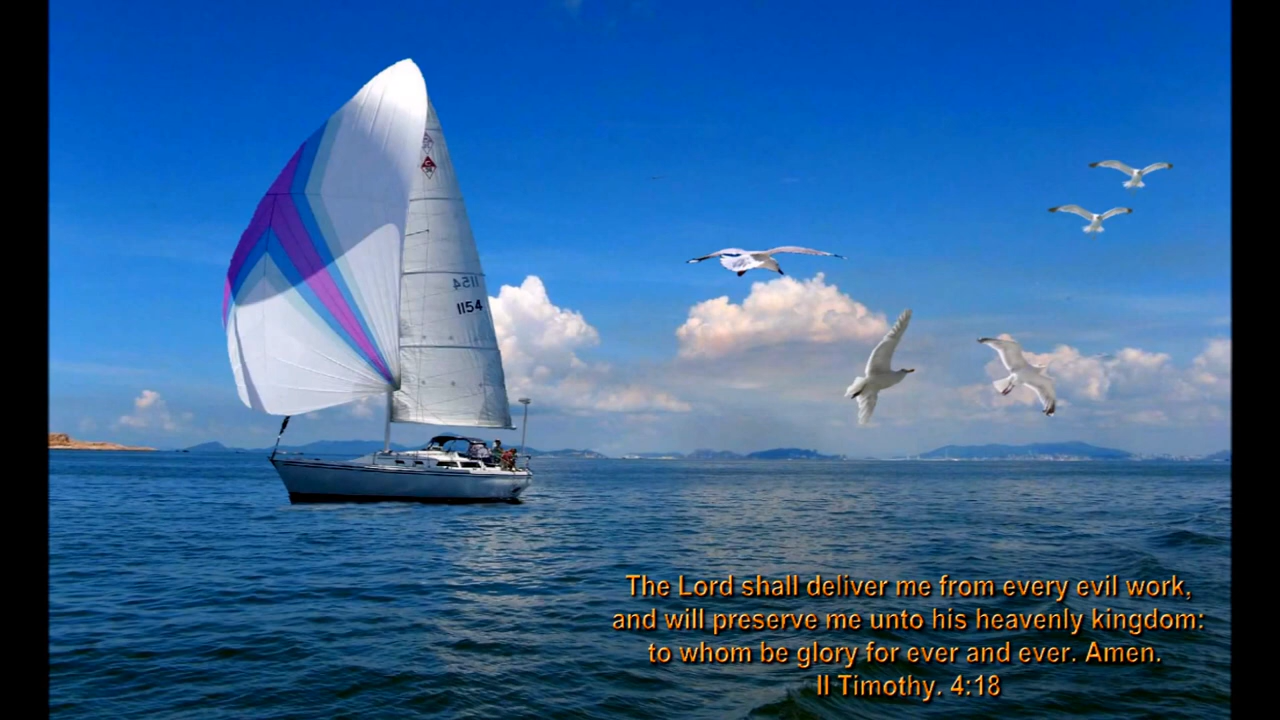 1154
1154
The Lord shall deliver me from every evil work,
and will preserve me unto his heavenly kingdom:
to whom be glory for ever and ever. Amen.
II Timothy. 4:18